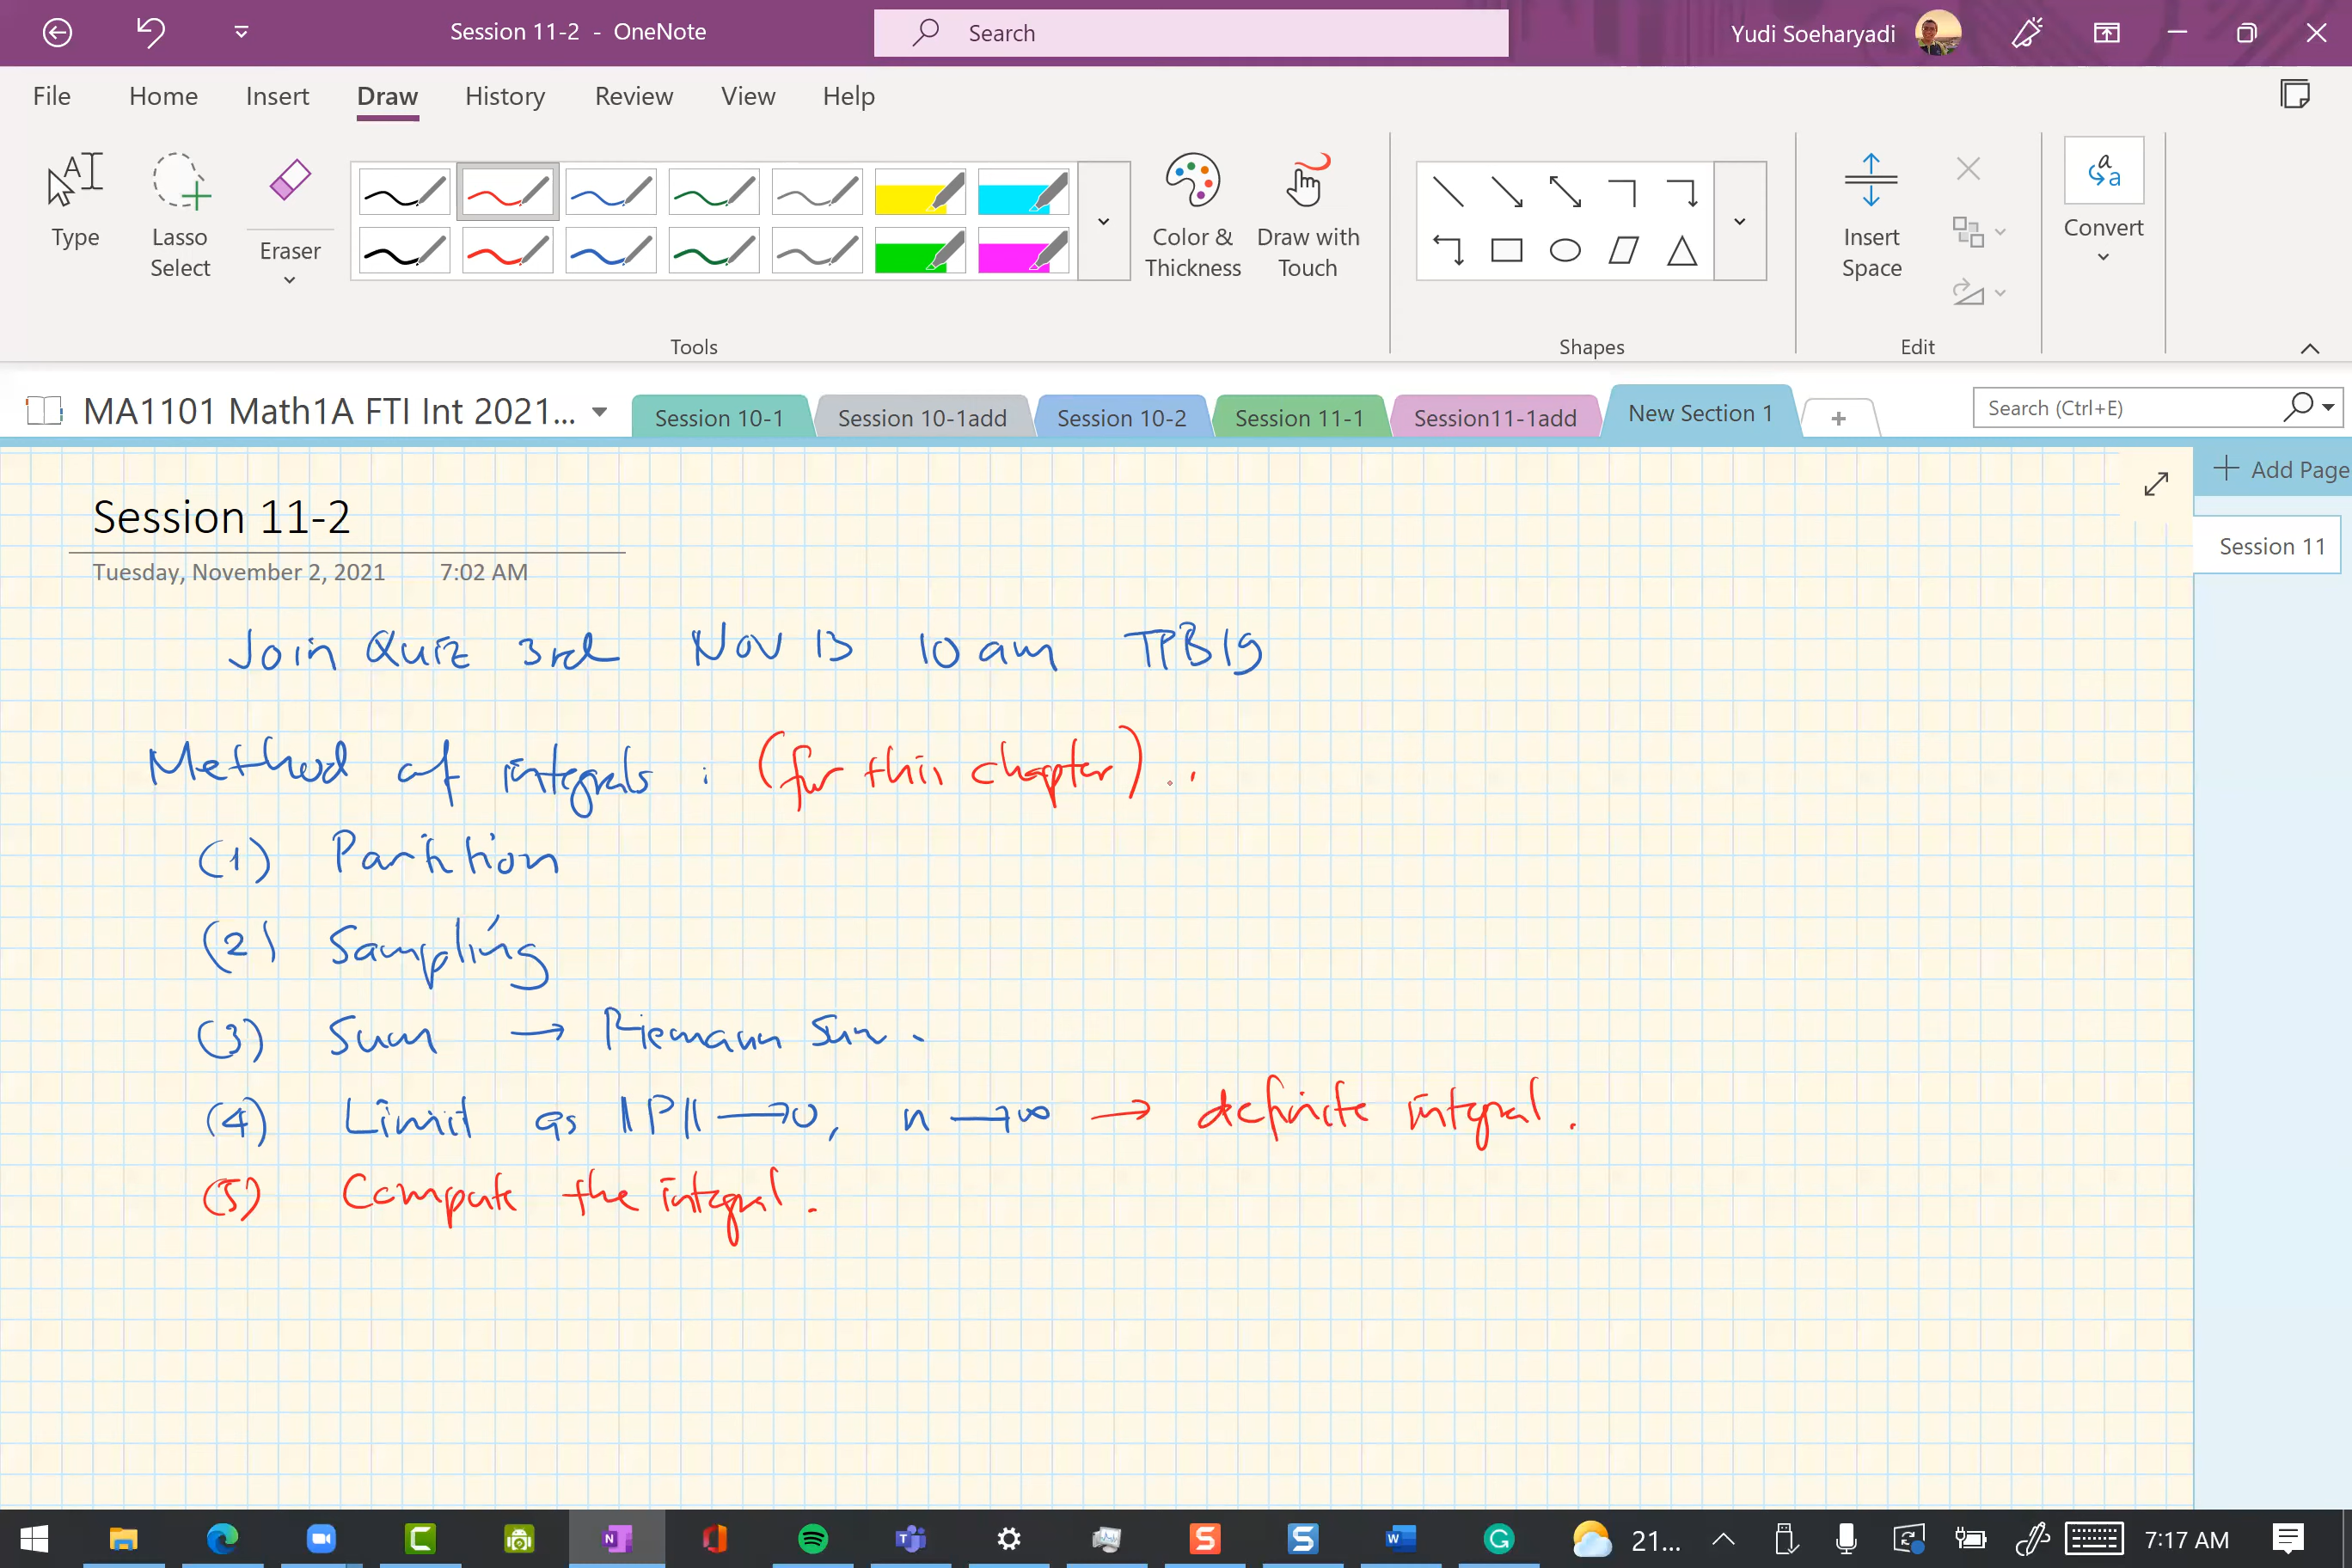 Session 11-2 - OneNote
Search
Yudi Soeharyadi
File Home Insert Draw History Review View Help
Type
Lasso Select
Eraser
Color & Thickness
Draw with Touch
Insert Space
Convert
Tools
Shapes
Edit
MA1101 Math1A FTI Int 2021...
Session 10-1
Session 10-1add
Session 10-2
Session 11-1
Session11-1add
New Section 1
Search (Ctrl+E)
Add Page
Session 11
Session 11-2
Tuesday, November 2, 2021 7:02 AM
Join Quiz 3rd Nov 13 10 am TPB19
Method of integrals : (for this chapter) ..
(1) Partition
(2) Sampling
(3) Sum → Riemann Sum .
(4) Limit as ||P|| → 0, n → ∞ → definite integral .
(5) Compute the integral .
21...
7:17 AM